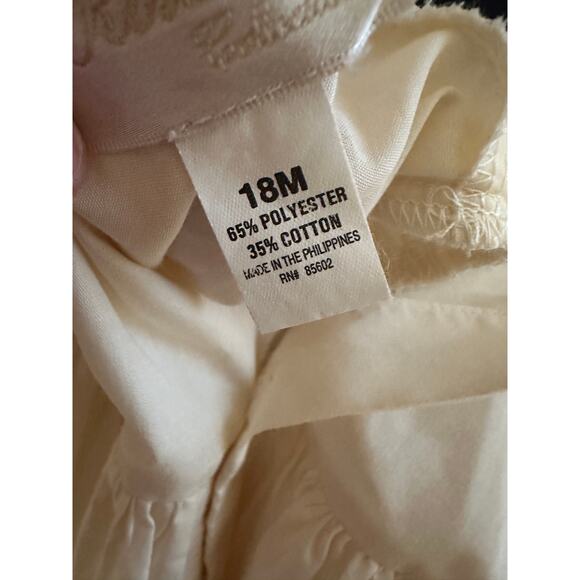 18M
65% POLYESTER
35% COTTON
MADE IN THE PHILIPPINES
RN# 85602